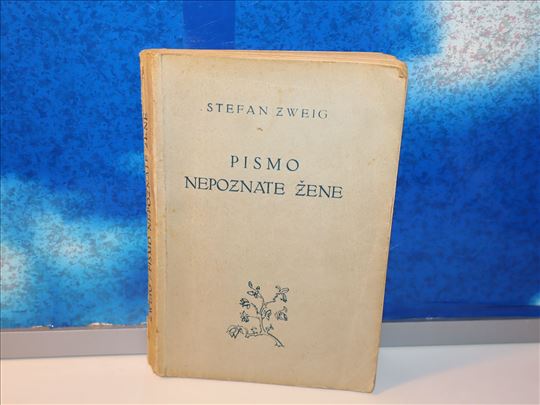 STEFAN ZWEIG
PISMO
NEPOZNATE ŽENE